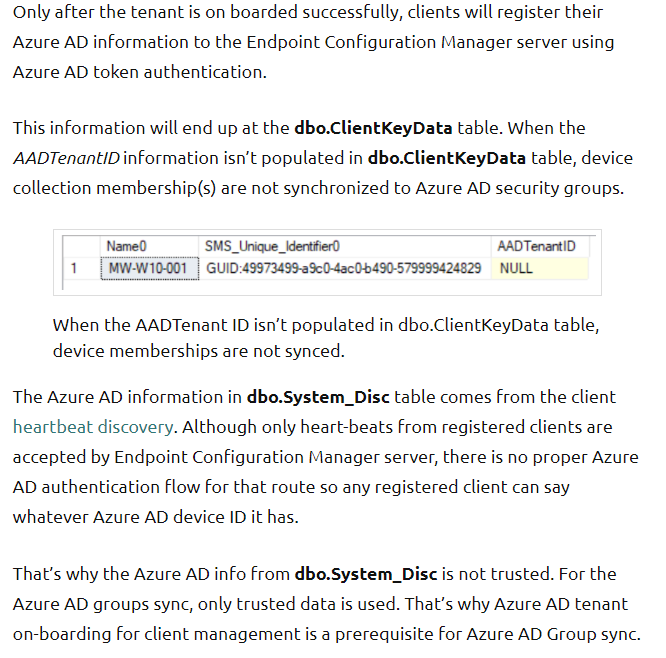 Only after the tenant is on boarded successfully, clients will register their
Azure AD information to the Endpoint Configuration Manager server using
Azure AD token authentication.
This information will end up at the dbo.ClientKeyData table. When the
AADTenantID information isn't populated in dbo.ClientKeyData table, device
collection membership(s) are not synchronized to Azure AD security groups.
Name0 SMS_Unique_Identifier0 AADTenantID
1 MW-W10-001 GUID:49973499-a9c0-4ac0-b490-579999424829 NULL
When the AADTenant ID isn't populated in dbo.ClientKeyData table,
device memberships are not synced.
The Azure AD information in dbo.System_Disc table comes from the client
heartbeat discovery. Although only heart-beats from registered clients are
accepted by Endpoint Configuration Manager server, there is no proper Azure
AD authentication flow for that route so any registered client can say
whatever Azure AD device ID it has.
That's why the Azure AD info from dbo.System_Disc is not trusted. For the
Azure AD groups sync, only trusted data is used. That's why Azure AD tenant
on-boarding for client management is a prerequisite for Azure AD Group sync.